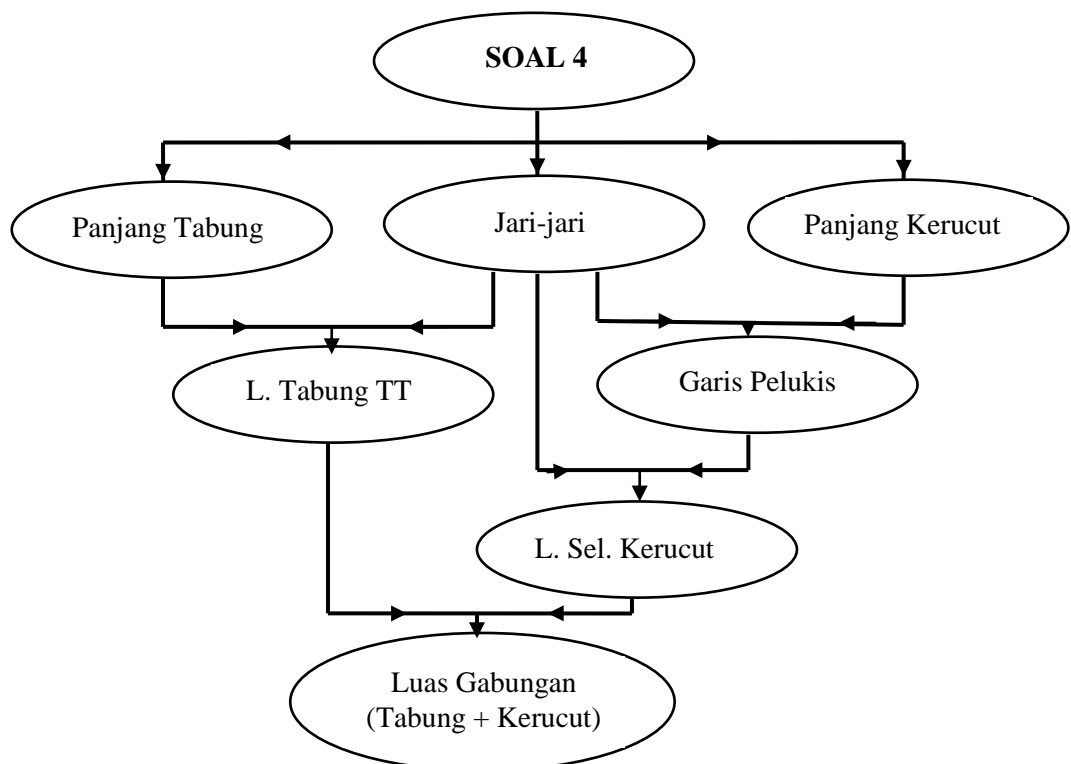 SOAL 4
Panjang Tabung
Jari-jari
Panjang Kerucut
L. Tabung TT
Garis Pelukis
L. Sel. Kerucut
Luas Gabungan
(Tabung + Kerucut)